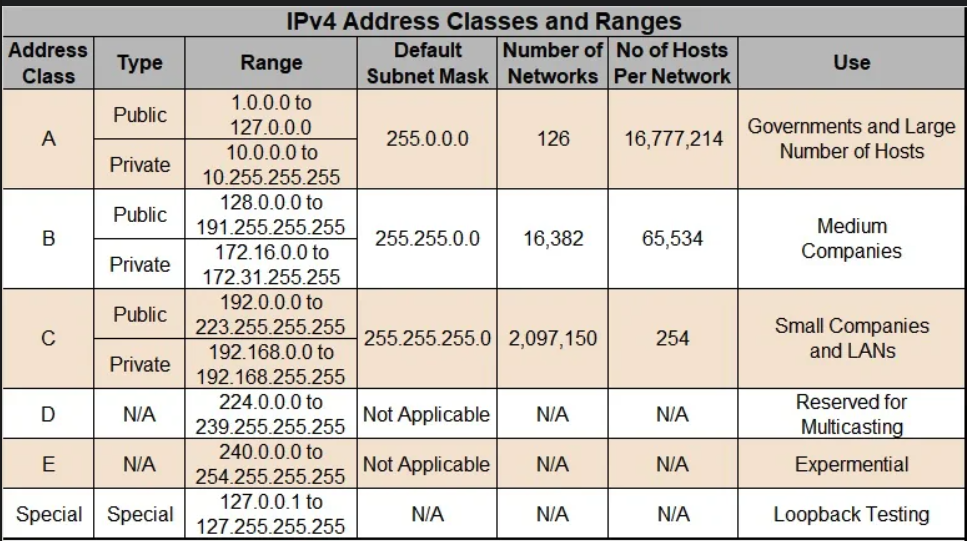 IPv4 Address Classes and Ranges
Address Class Type Range Default Subnet Mask Number of Networks No of Hosts Per Network Use
A Public 1.0.0.0 to 127.0.0.0 255.0.0.0 126 16,777,214 Governments and Large Number of Hosts
Private 10.0.0.0 to 10.255.255.255
B Public 128.0.0.0 to 191.255.255.255 255.255.0.0 16,382 65,534 Medium Companies
Private 172.16.0.0 to 172.31.255.255
C Public 192.0.0.0 to 223.255.255.255 255.255.255.0 2,097,150 254 Small Companies and LANs
Private 192.168.0.0 to 192.168.255.255
D N/A 224.0.0.0 to 239.255.255.255 Not Applicable N/A N/A Reserved for Multicasting
E N/A 240.0.0.0 to 254.255.255.255 Not Applicable N/A N/A Expermential
Special Special 127.0.0.1 to 127.255.255.255 N/A N/A N/A Loopback Testing